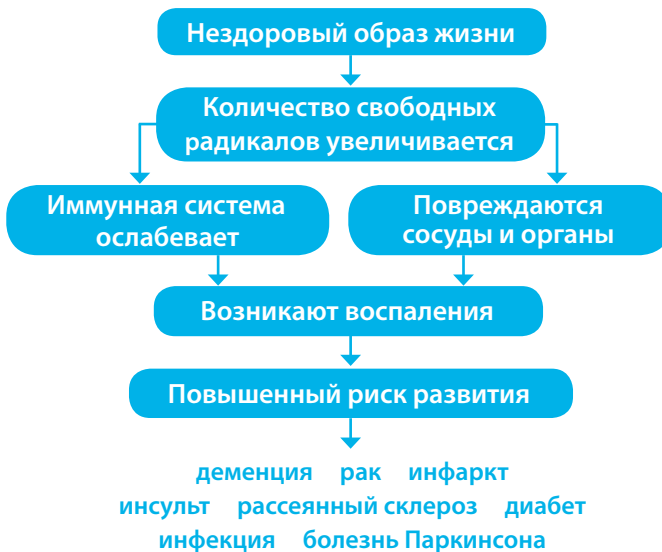 Нездоровый образ жизни
Количество свободных
радикалов увеличивается
Иммунная система
ослабевает
Повреждаются
сосуды и органы
Возникают воспаления
Повышенный риск развития
деменция рак инфаркт
инсульт рассеянный склероз диабет
инфекция болезнь Паркинсона